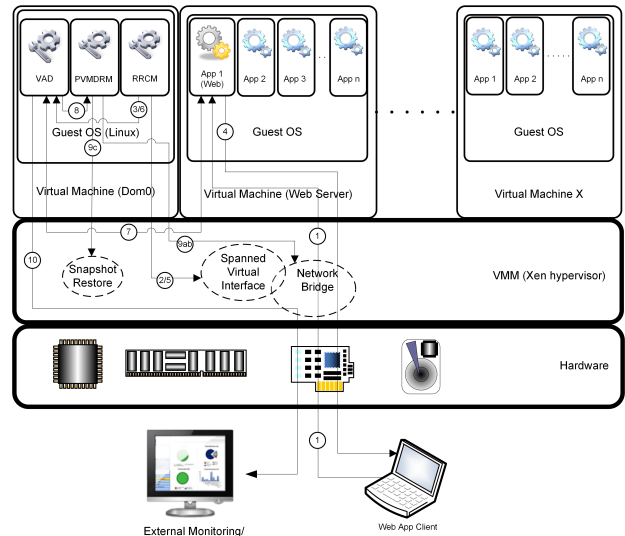 VAD
PVMDRM
RRCM
8
3/6
Guest OS (Linux)
9c
Virtual Machine (Dom0)
App 1
(Web)
App 2
App 3
. .
App n
4
Guest OS
Virtual Machine (Web Server)
. . . . . .
App 1
App 2
. . . . .
App n
Guest OS
Virtual Machine X
7
1
9ab
10
Snapshot
Restore
2/5
Spanned
Virtual
Interface
Network
Bridge
VMM (Xen hypervisor)
Hardware
1
External Monitoring/
Web App Client